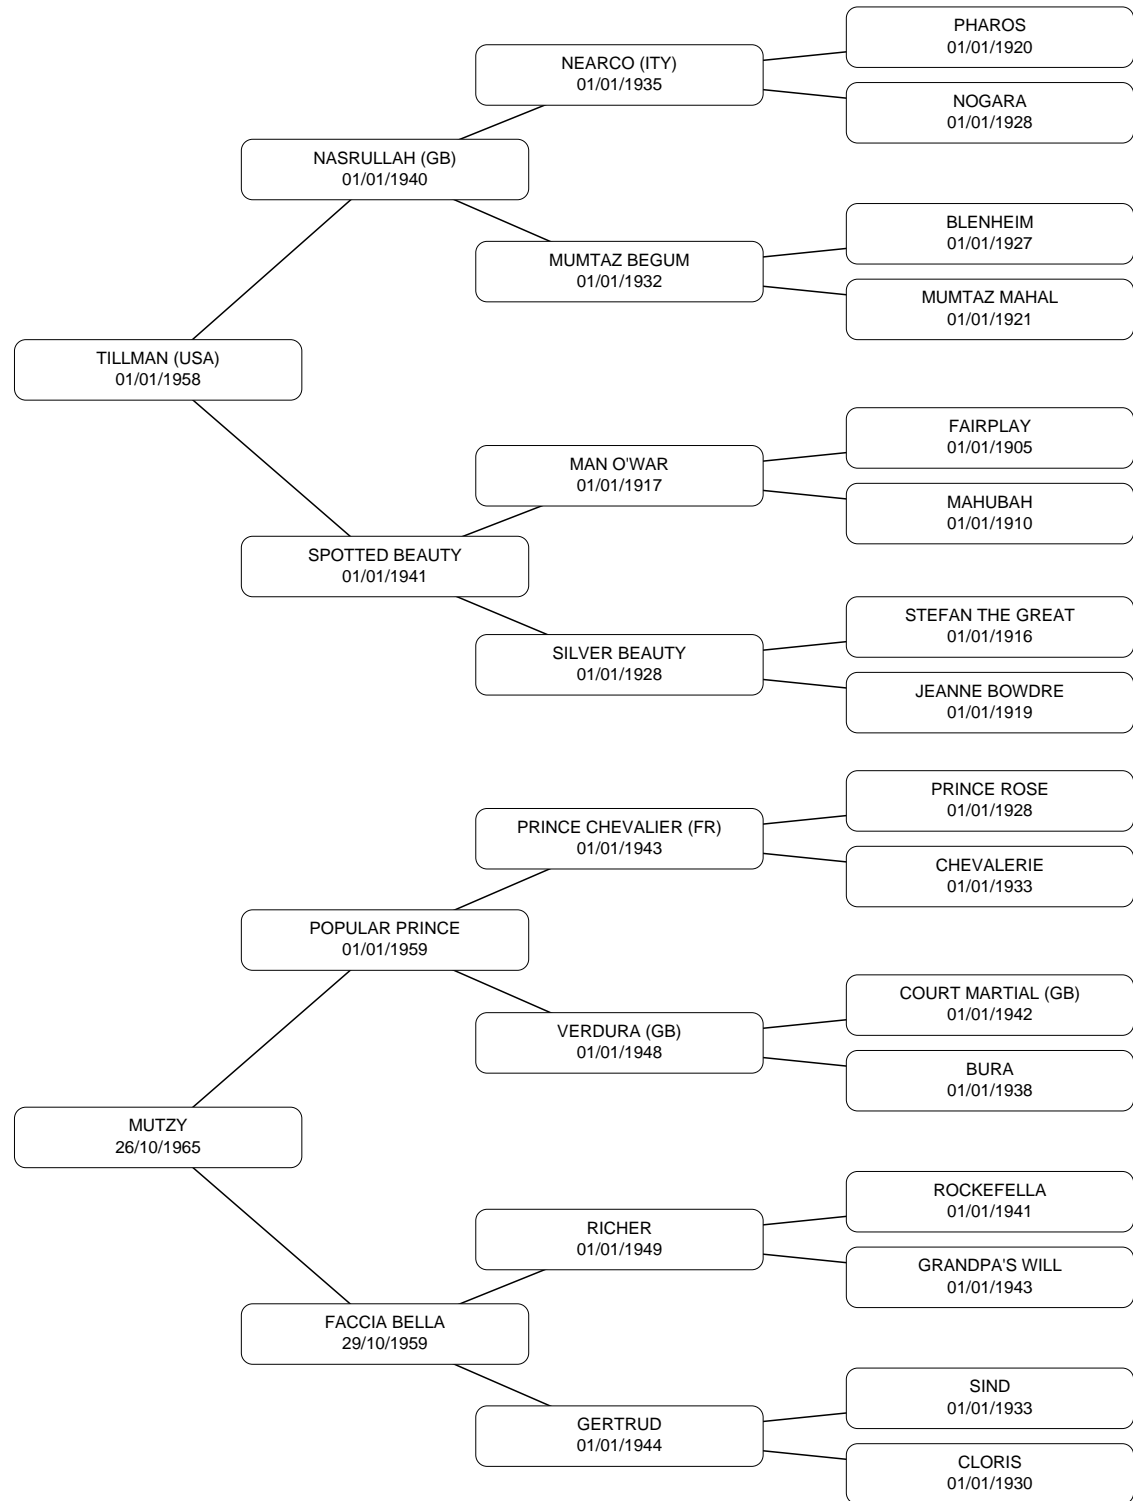 PHAROS
01/01/1920
NEARCO (ITY)
01/01/1935
NOGARA
01/01/1928
NASRULLAH (GB)
01/01/1940
BLENHEIM
01/01/1927
MUMTAZ BEGUM
01/01/1932
MUMTAZ MAHAL
01/01/1921
TILLMAN (USA)
01/01/1958
FAIRPLAY
01/01/1905
MAN O'WAR
01/01/1917
MAHUBAH
01/01/1910
SPOTTED BEAUTY
01/01/1941
STEFAN THE GREAT
01/01/1916
SILVER BEAUTY
01/01/1928
JEANNE BOWDRE
01/01/1919
PRINCE ROSE
01/01/1928
PRINCE CHEVALIER (FR)
01/01/1943
CHEVALERIE
01/01/1933
POPULAR PRINCE
01/01/1959
COURT MARTIAL (GB)
01/01/1942
VERDURA (GB)
01/01/1948
BURA
01/01/1938
MUTZY
26/10/1965
ROCKEFELLA
01/01/1941
RICHER
01/01/1949
GRANDPA'S WILL
01/01/1943
FACCIA BELLA
29/10/1959
SIND
01/01/1933
GERTRUD
01/01/1944
CLORIS
01/01/1930